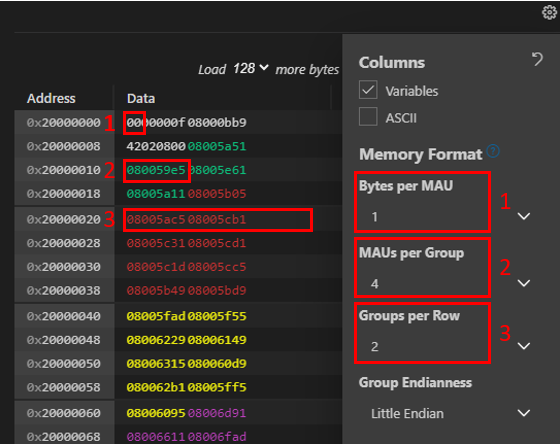 Load 128 more bytes
Address Data
0x20000000 1 0000000f 08000bb9
0x20000008 42020800 08005a51
0x20000010 2 080059e5 08005e61
0x20000018 08005a11 08005b05
0x20000020 3 08005ac5 08005cb1
0x20000028 08005c31 08005cd1
0x20000030 08005c1d 08005cc5
0x20000038 08005b49 08005bd9
0x20000040 08005fad 08005f55
0x20000048 08006229 08006149
0x20000050 08006315 080060d9
0x20000058 080062b1 08005ff5
0x20000060 08006095 08006d91
0x20000068 08006611 08006fad
Columns
Variables
ASCII
Memory Format ?
Bytes per MAU
1 1
MAUs per Group
4 2
Groups per Row
2 3
Group Endianness
Little Endian